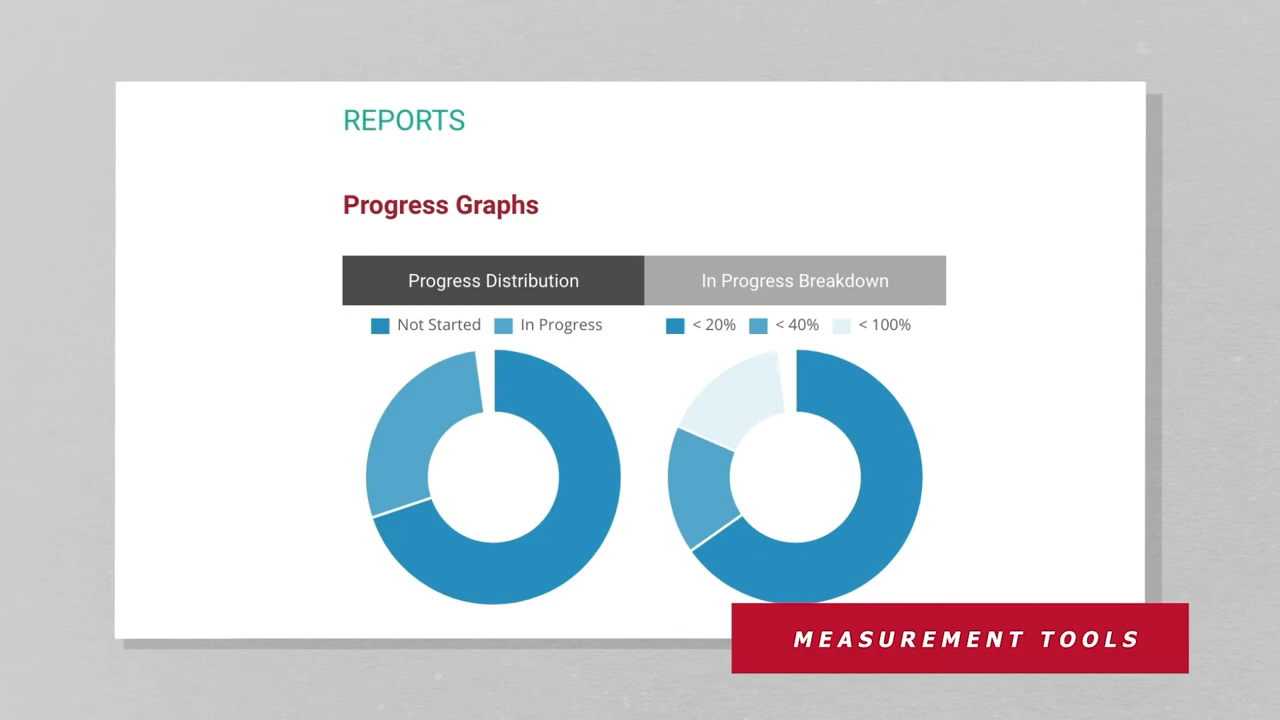 REPORTS
Progress Graphs
Progress Distribution
In Progress Breakdown
Not Started
In Progress
< 20%
< 40%
< 100%
MEASUREMENT TOOLS